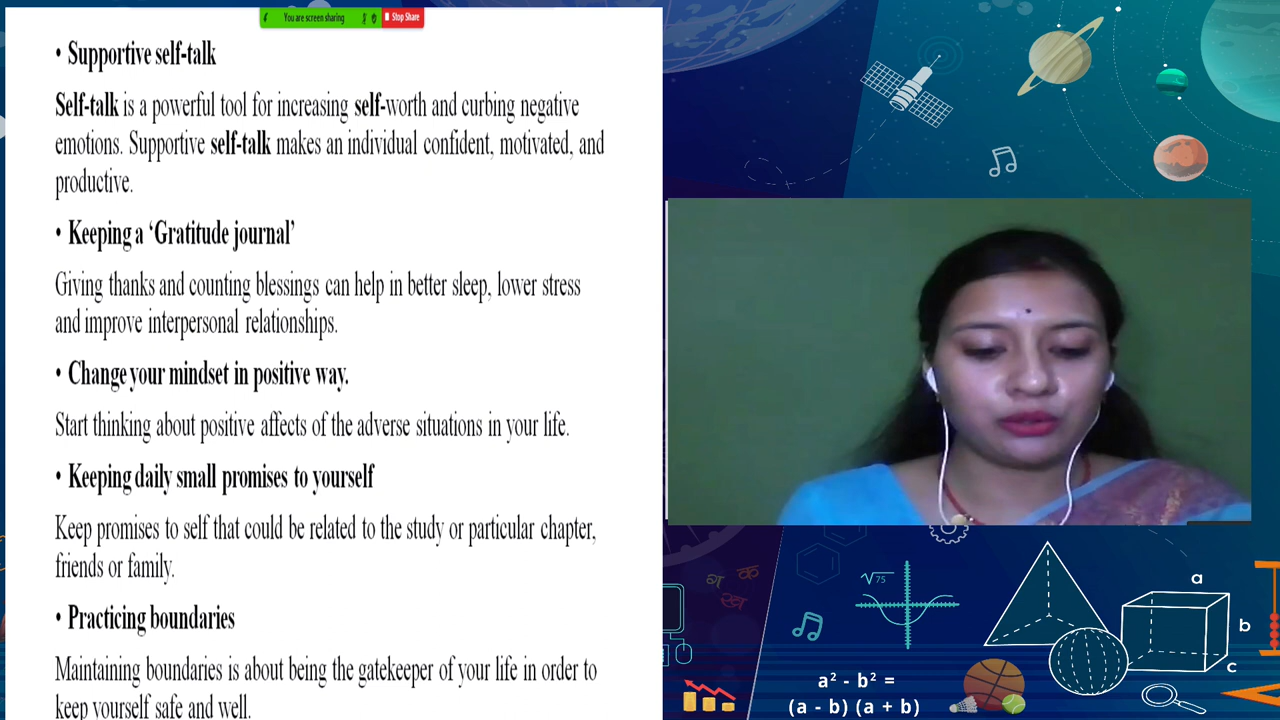 You are screen sharing
Stop Share
• Supportive self-talk
Self-talk is a powerful tool for increasing self-worth and curbing negative
emotions. Supportive self-talk makes an individual confident, motivated, and
productive.
• Keeping a ‘Gratitude journal’
Giving thanks and counting blessings can help in better sleep, lower stress
and improve interpersonal relationships.
• Change your mindset in positive way.
Start thinking about positive affects of the adverse situations in your life.
• Keeping daily small promises to yourself
Keep promises to self that could be related to the study or particular chapter,
friends or family.
• Practicing boundaries
Maintaining boundaries is about being the gatekeeper of your life in order to
keep yourself safe and well.
ग क
ख
√75
a
b
c
a² - b² =
(a - b) (a + b)